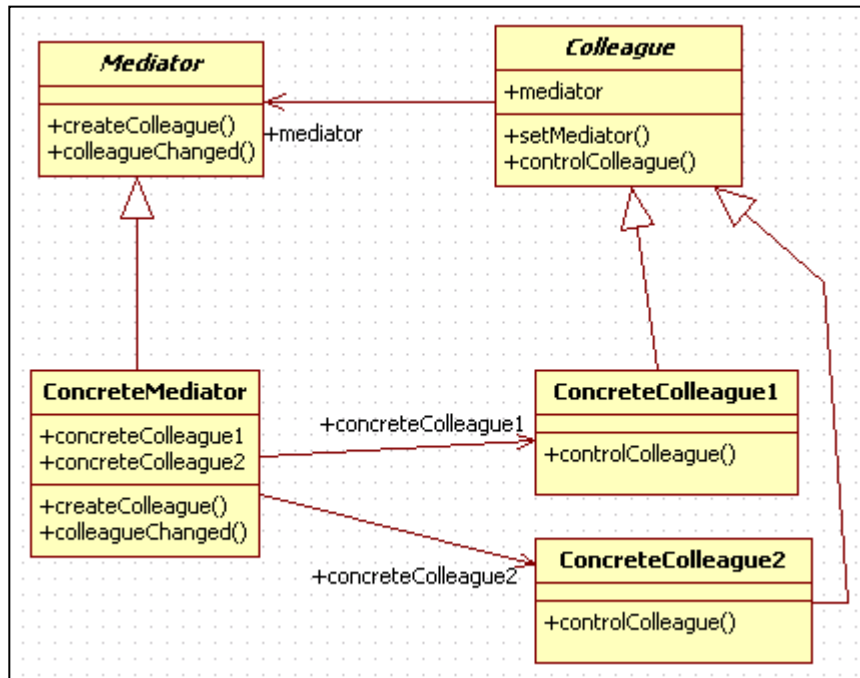 Mediator
+createColleague()
+colleagueChanged()
+mediator
Colleague
+mediator
+setMediator()
+controlColleague()
ConcreteMediator
+concreteColleague1
+concreteColleague2
+createColleague()
+colleagueChanged()
+concreteColleague1
+concreteColleague2
ConcreteColleague1
+controlColleague()
ConcreteColleague2
+controlColleague()